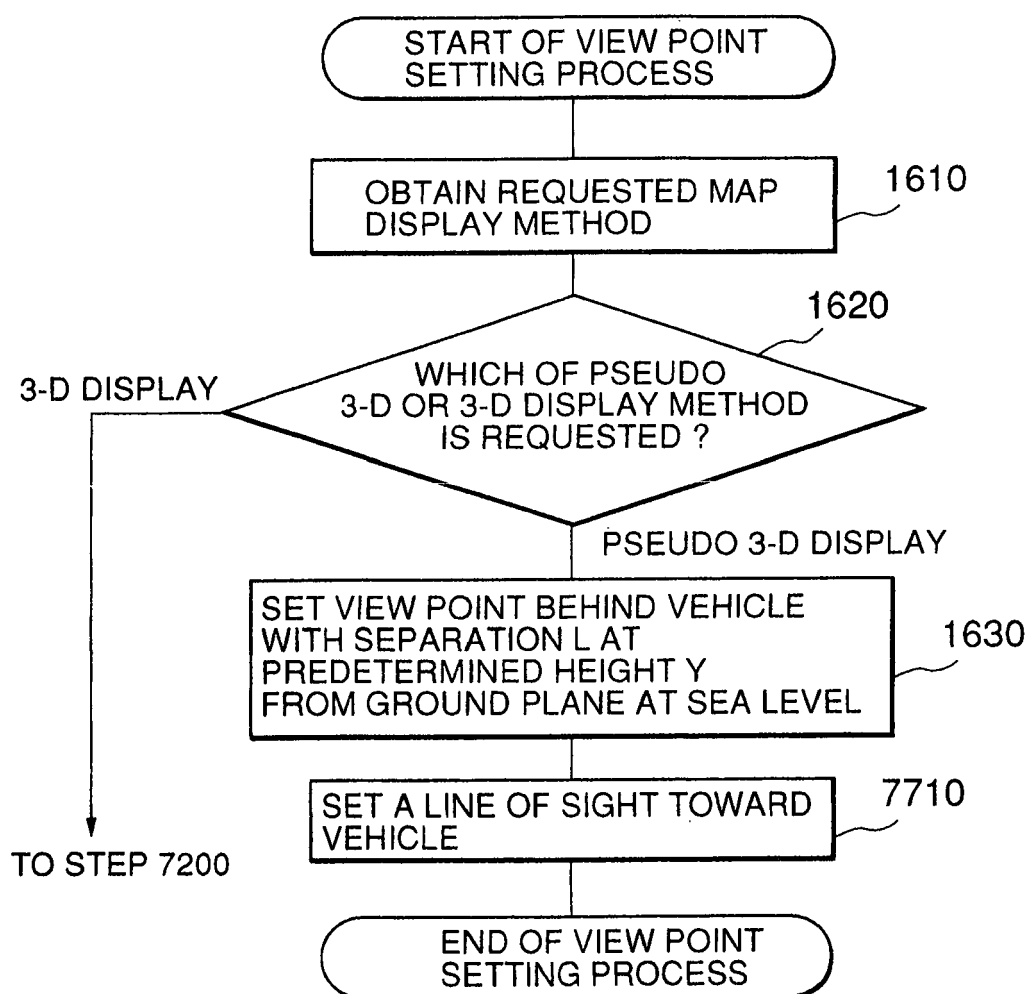 START OF VIEW POINT
SETTING PROCESS
OBTAIN REQUESTED MAP
DISPLAY METHOD
1610
1620
WHICH OF PSEUDO
3-D OR 3-D DISPLAY METHOD
IS REQUESTED ?
3-D DISPLAY
PSEUDO 3-D DISPLAY
SET VIEW POINT BEHIND VEHICLE
WITH SEPARATION L AT
PREDETERMINED HEIGHT Y
FROM GROUND PLANE AT SEA LEVEL
1630
SET A LINE OF SIGHT TOWARD
VEHICLE
7710
TO STEP 7200
END OF VIEW POINT
SETTING PROCESS